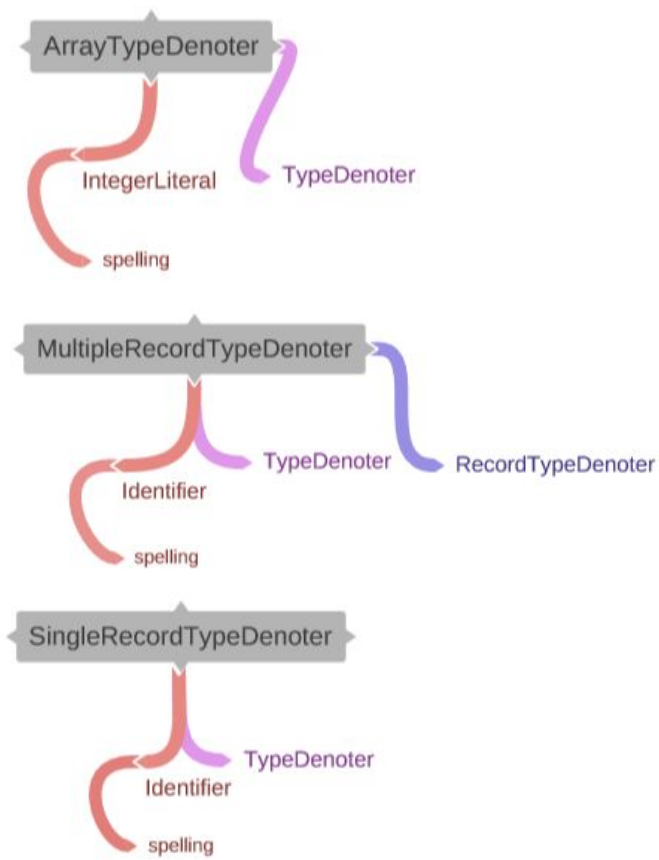 ArrayTypeDenoter
IntegerLiteral
TypeDenoter
spelling
MultipleRecordTypeDenoter
TypeDenoter
RecordTypeDenoter
Identifier
spelling
SingleRecordTypeDenoter
TypeDenoter
Identifier
spelling